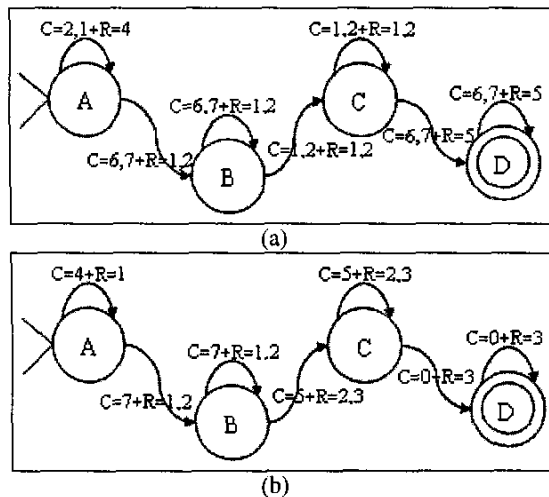 C=2,1+R=4
C=1,2+R=1,2
A
C=6,7+R=1,2
C
C=6,7+R=5
C=6,7+R=1,2
B
C=1,2+R=1,2
C=6,7+R=5
D
(a)
C=4+R=1
C=5+R=2,3
A
C=7+R=1,2
C
C=0+R=3
C=7+R=1,2
B
C=5+R=2,3
C=0+R=3
D
(b)